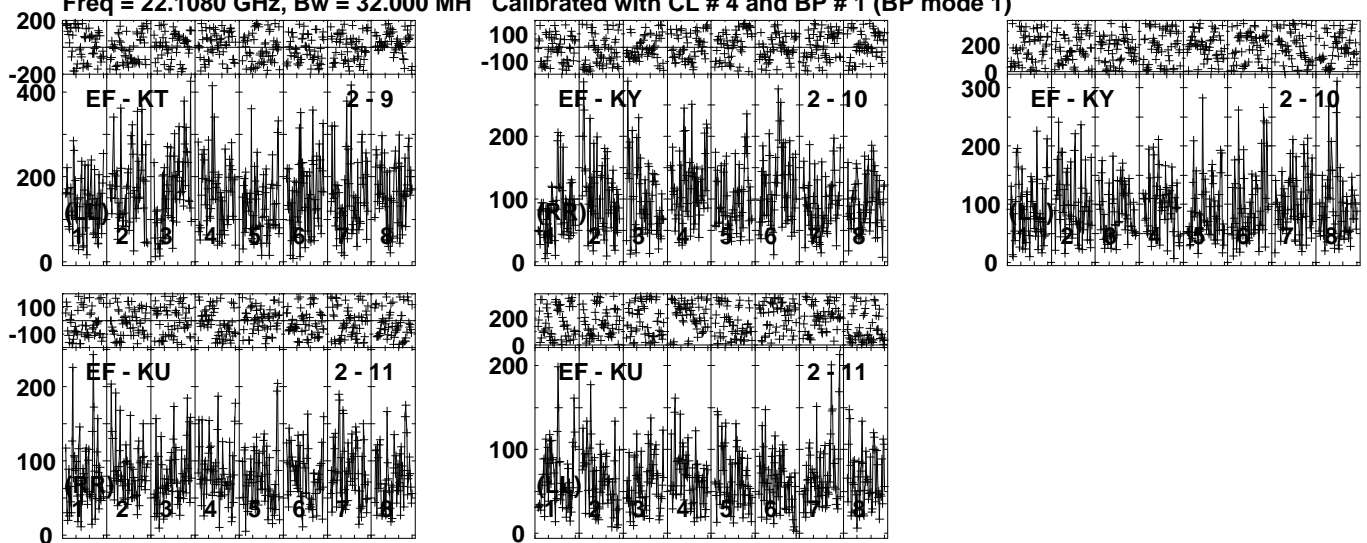 Freq = 22.1080 GHz, Bw = 32.000 MH Calibrated with CL # 4 and BP # 1 (BP mode 1)
200
-200
400
200
0
EF - KT 2 - 9
(LL)
1 2 3 4 5 6 7 8
100
-100
200
100
0
EF - KY 2 - 10
(RR)
1 2 3 4 5 6 7 8
200
0
300
200
100
0
EF - KY 2 - 10
(LL)
1 2 3 4 5 6 7 8
100
-100
200
100
0
EF - KU 2 - 11
(RR)
1 2 3 4 5 6 7 8
200
0
200
100
0
EF - KU 2 - 11
(LL)
1 2 3 4 5 6 7 8